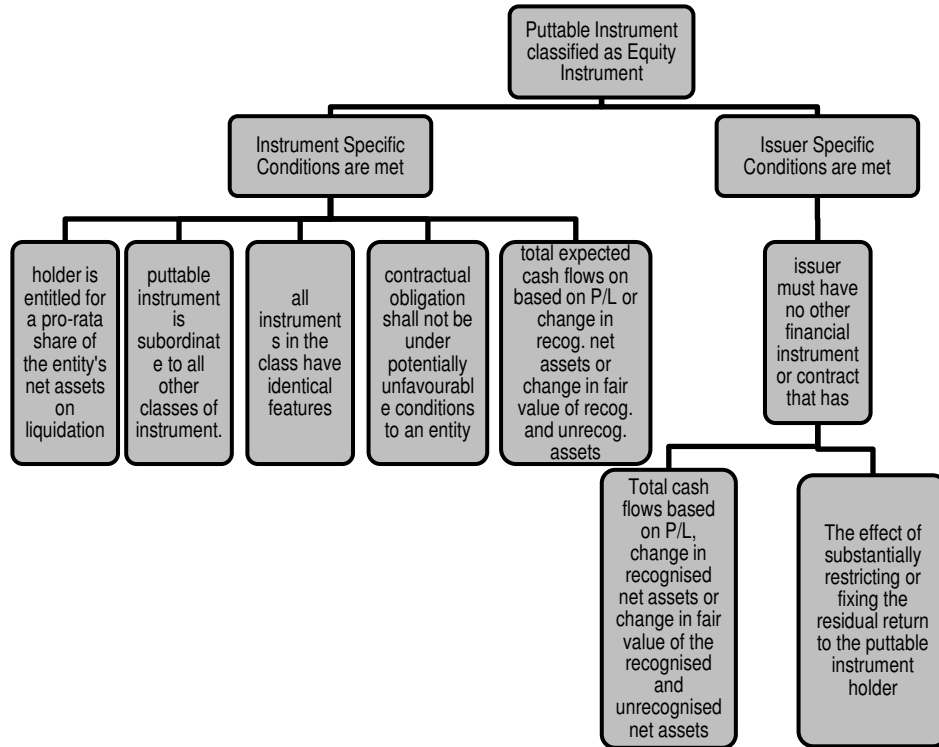 Puttable Instrument
classified as Equity
Instrument
Instrument Specific
Conditions are met
Issuer Specific
Conditions are met
holder is
entitled for
a pro-rata
share of
the entity's
net assets
on
liquidation
puttable
instrument
is
subordinat
e to all
other
classes of
instrument.
all
instrument
s in the
class have
identical
features
contractual
obligation
shall not be
under
potentially
unfavourabl
e conditions
to an entity
total expected
cash flows on
based on P/L or
change in
recog. net
assets or
change in fair
value of recog.
and unrecog.
assets
issuer
must have
no other
financial
instrument
or contract
that has
Total cash
flows based
on P/L,
change in
recognised
net assets or
change in fair
value of the
recognised
and
unrecognised
net assets
The effect of
substantially
restricting or
fixing the
residual return
to the puttable
instrument
holder